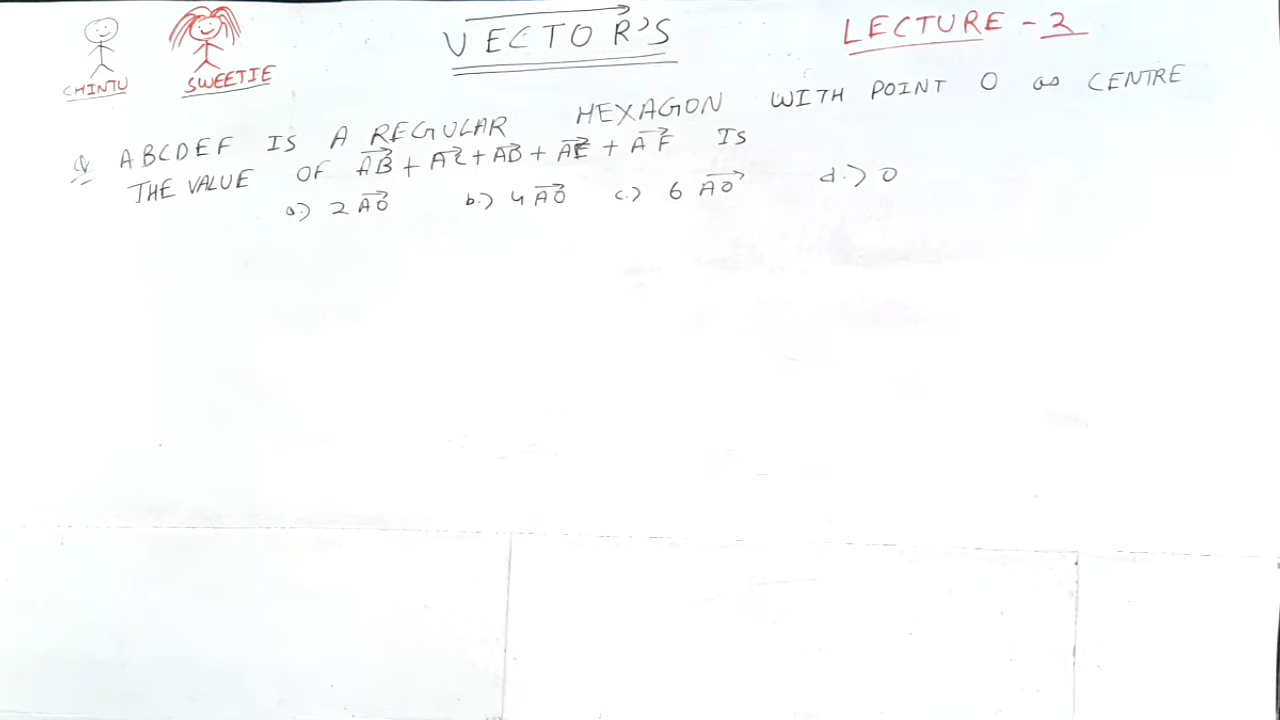 CHINTU
SWEETIE
VECTOR'S
LECTURE - 2
Q ABCDEF IS A REGULAR HEXAGON WITH POINT O as CENTRE
THE VALUE OF AB + AC + AD + AE + AF IS
a.) 2 AO b.) 4 AO c.) 6 AO d.) 0